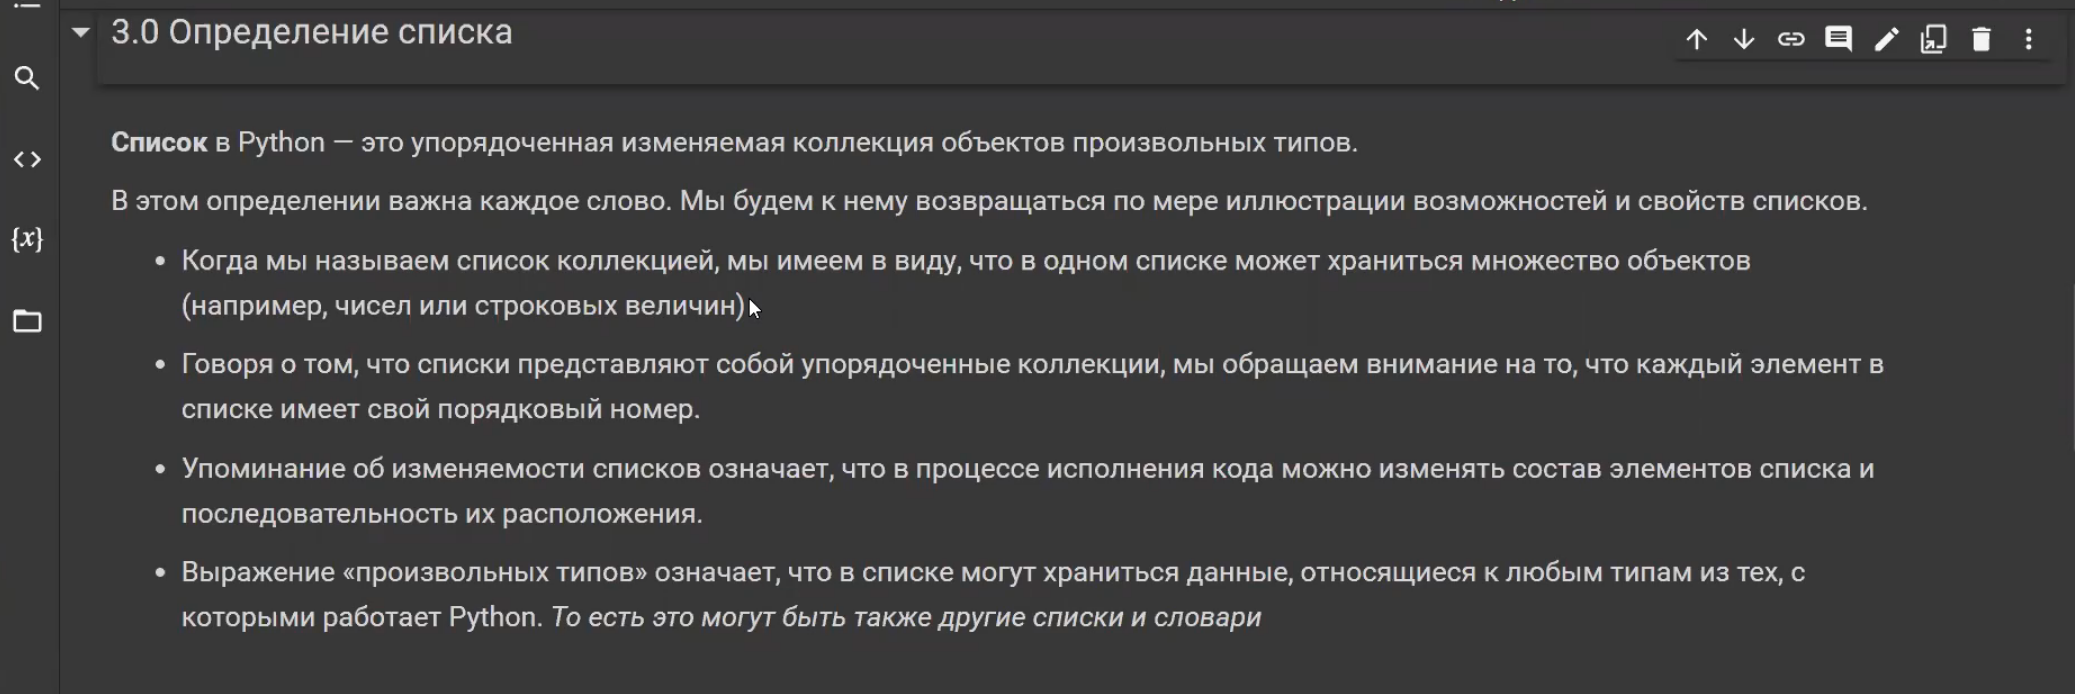 3.0 Определение списка
Список в Python — это упорядоченная изменяемая коллекция объектов произвольных типов.
В этом определении важна каждое слово. Мы будем к нему возвращаться по мере иллюстрации возможностей и свойств списков.
{x}
• Когда мы называем список коллекцией, мы имеем в виду, что в одном списке может храниться множество объектов
(например, чисел или строковых величин)
• Говоря о том, что списки представляют собой упорядоченные коллекции, мы обращаем внимание на то, что каждый элемент в
списке имеет свой порядковый номер.
• Упоминание об изменяемости списков означает, что в процессе исполнения кода можно изменять состав элементов списка и
последовательность их расположения.
• Выражение «произвольных типов» означает, что в списке могут храниться данные, относящиеся к любым типам из тех, с
которыми работает Python. То есть это могут быть также другие списки и словари